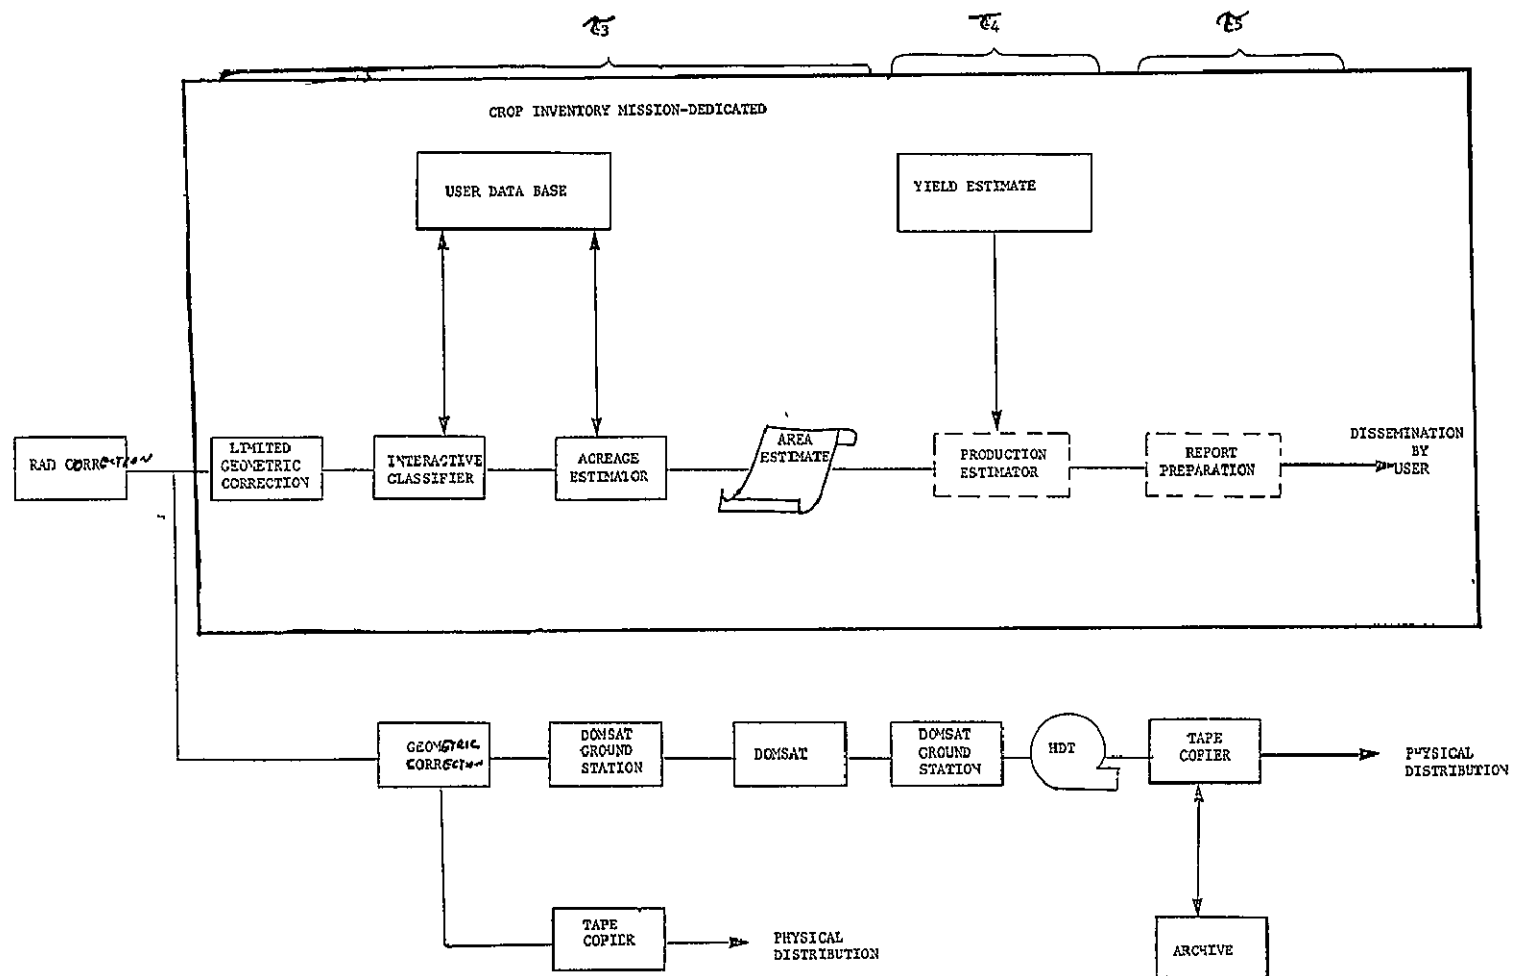 τ3
τ4
τ5
CROP INVENTORY MISSION-DEDICATED
USER DATA BASE
YIELD ESTIMATE
RAD CORRECTION
LIMITED
GEOMETRIC
CORRECTION
INTERACTIVE
CLASSIFIER
ACREAGE
ESTIMATOR
AREA
ESTIMATE
PRODUCTION
ESTIMATOR
REPORT
PREPARATION
DISSEMINATION
BY
USER
GEOMETRIC
CORRECTION
DOMSAT
GROUND
STATION
DOMSAT
DOMSAT
GROUND
STATION
HDT
TAPE
COPIER
PHYSICAL
DISTRIBUTION
TAPE
COPIER
PHYSICAL
DISTRIBUTION
ARCHIVE